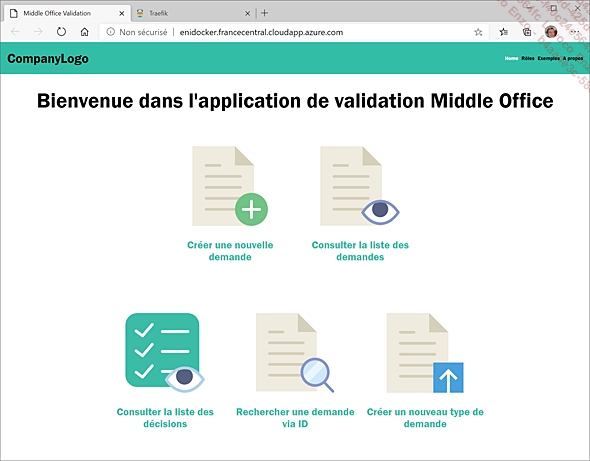 Middle Office Validation
Traefik
Non sécurisé
enidocker.francecentral.cloudapp.azure.com
CompanyLogo
Home Rôles Exemples A propos
Bienvenue dans l'application de validation Middle Office
Créer une nouvelle
demande
Consulter la liste des
demandes
Consulter la liste des
décisions
Rechercher une demande
via ID
Créer un nouveau type de
demande